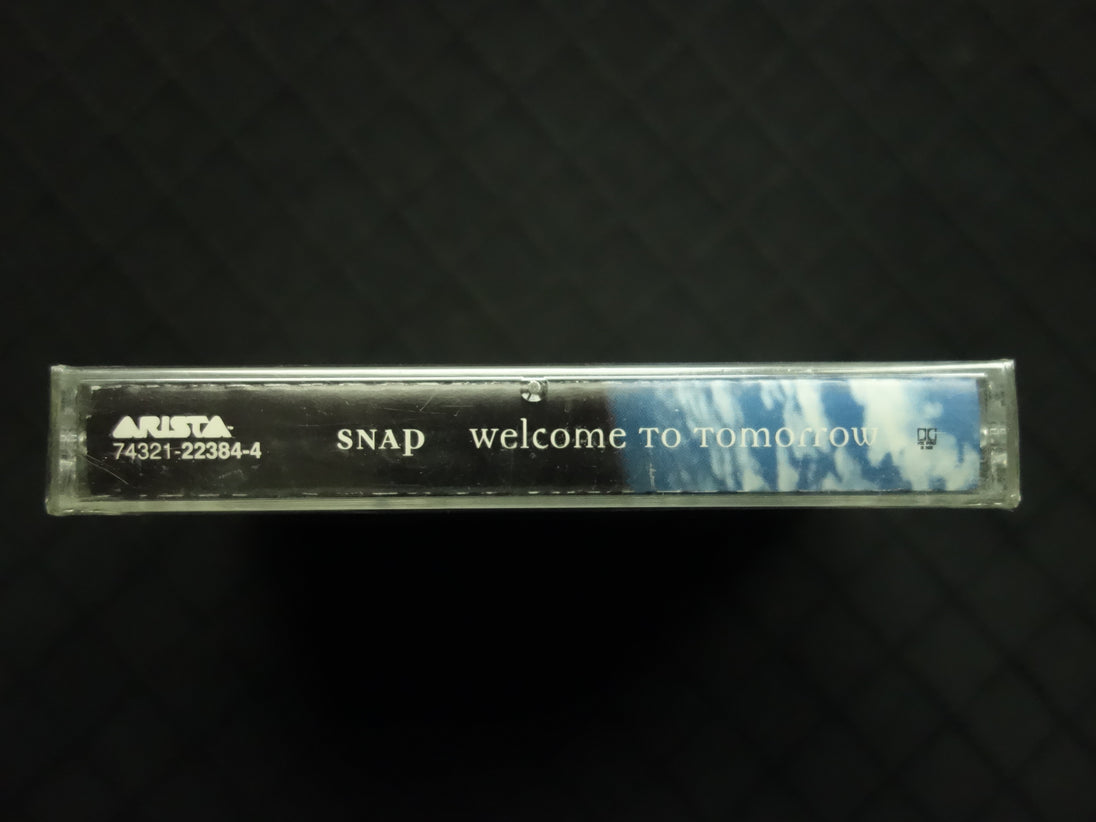 ARISTA
74321-22384-4
SNAP welcome TO TOMORROW